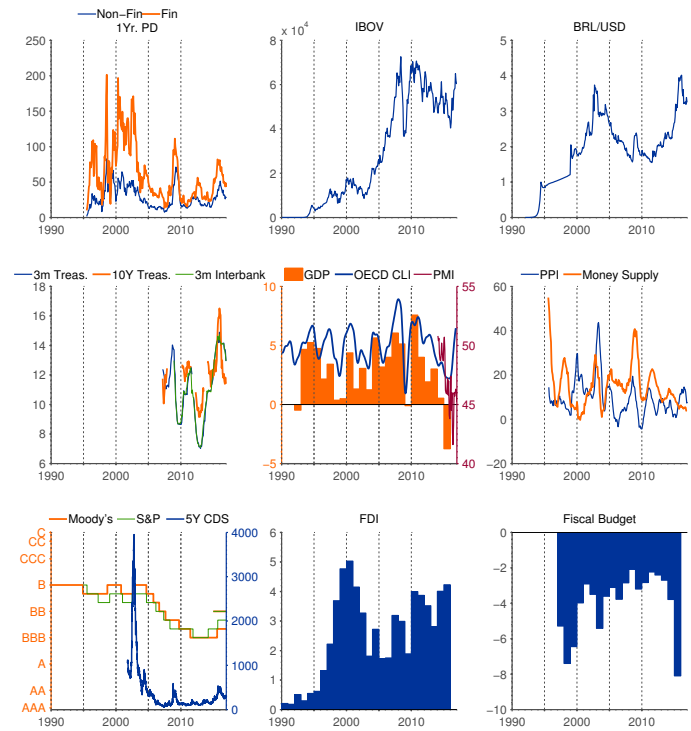 Non-Fin Fin
1Yr. PD
250
200
150
100
50
0
1990 2000 2010
IBOV
x 10^4
8
6
4
2
0
1990 2000 2010
BRL/USD
5
4
3
2
1
0
1990 2000 2010
3m Treas. 10Y Treas. 3m Interbank
18
16
14
12
10
8
6
1990 2000 2010
GDP OECD CLI PMI
10 55
5 50
0 45
-5 40
1990 2000 2010
PPI Money Supply
60
40
20
0
-20
1990 2000 2010
Moody's S&P 5Y CDS
C 4000
CC
CCC
3000
B
BB 2000
BBB
A 1000
AA
AAA 0
1990 2000 2010
FDI
6
5
4
3
2
1
0
1990 2000 2010
Fiscal Budget
0
-2
-4
-6
-8
-10
1990 2000 2010